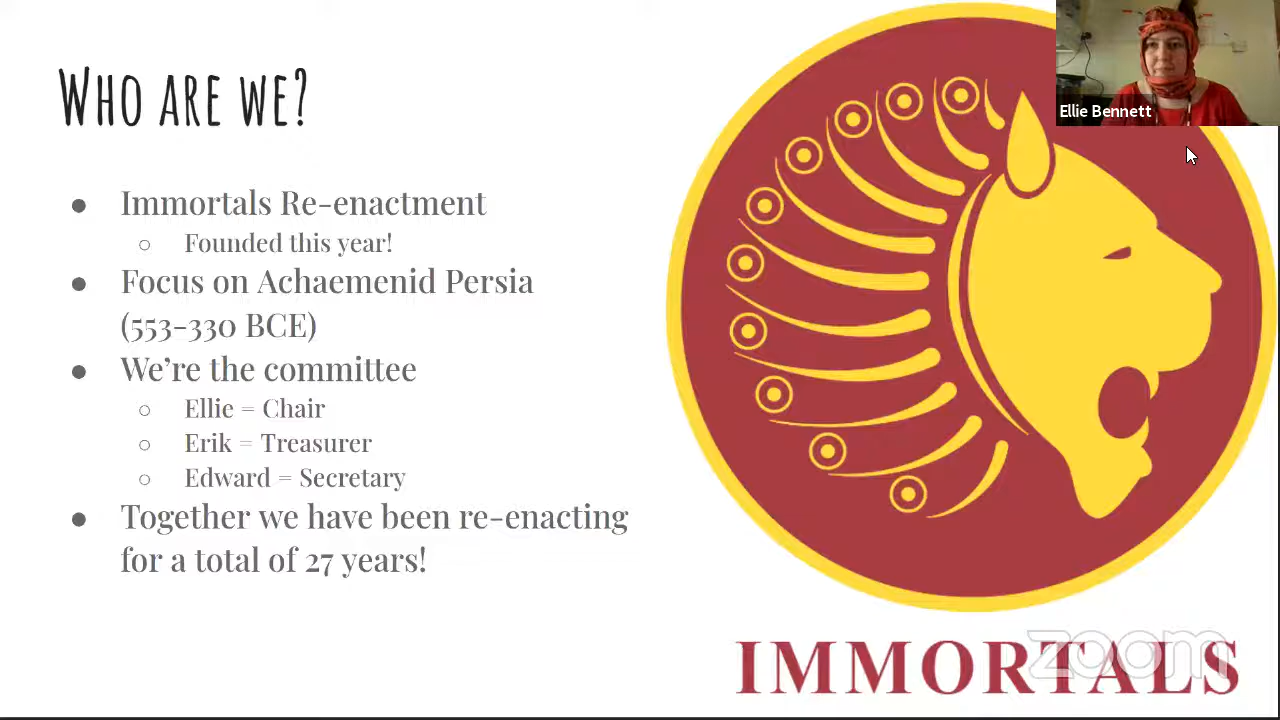 Who are we?
Immortals Re-enactment
Founded this year!
Focus on Achaemenid Persia
(553-330 BCE)
We're the committee
Ellie = Chair
Erik = Treasurer
Edward = Secretary
Together we have been re-enacting
for a total of 27 years!
Ellie Bennett
IMMORTALS
zoom